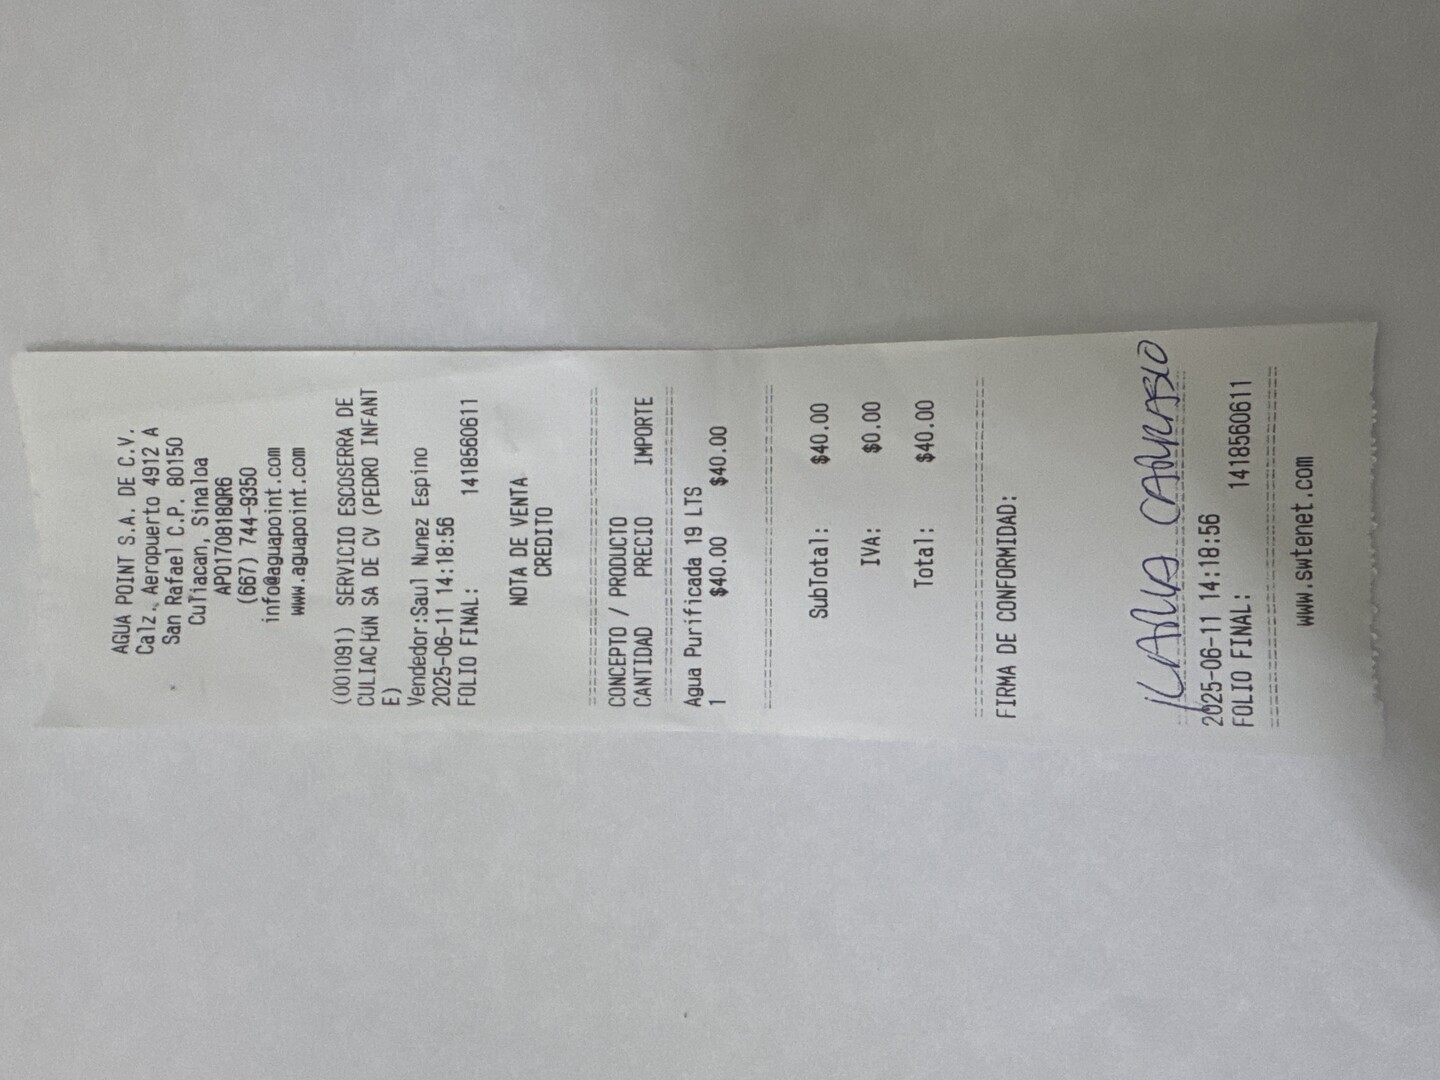 AGUA POINT S.A. DE C.V.
Calz. Aeropuerto 4912 A
San Rafael C.P. 80150
Culiacan, Sinaloa
APO170818QR6
(667) 744-9350
info@aguapoint.com
www.aguapoint.com
(001091) SERVICIO ESCOSERRA DE
CULIAC├ÚN SA DE CV (PEDRO INFANT
E)
Vendedor:Saul Nunez Espino
2025-06-11 14:18:56
FOLIO FINAL: 1418560611
NOTA DE VENTA
CREDITO
CONCEPTO / PRODUCTO
CANTIDAD PRECIO IMPORTE
Agua Purificada 19 LTS
1 $40.00 $40.00
SubTotal: $40.00
IVA: $0.00
Total: $40.00
FIRMA DE CONFORMIDAD:
2025-06-11 14:18:56
FOLIO FINAL: 1418560611
www.swtenet.com